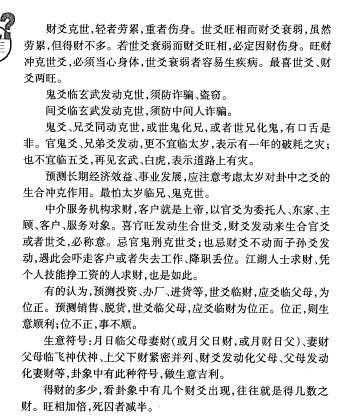 财爻克世,轻者劳累,重者伤身。世爻旺相而财爻衰弱,虽然
劳累,但得财不多。若世爻衰弱而财爻旺相,必定因财伤身。旺财
冲克世爻,必须当心身体,世爻衰弱者容易生疾病。最喜世爻、财
爻两旺。
鬼爻临玄武发动克世,须防诈骗、盗窃。
间爻临玄武发动克世,须防中间人诈骗。
鬼爻、兄爻同动克世,或世鬼化兄,或者世兄化鬼,有口舌是
非。官鬼爻、兄弟爻发动,更不宜临太岁,表示有一年的破耗之灾;
也不宜临五爻,再见玄武、白虎,表示道路上有灾。
预测长期经济效益、事业发展,应注意考虑太岁对卦中之爻的
生合冲克作用。最怕太岁临兄、鬼克世。
中介服务机构求财,客户就是上帝,以官爻为委托人、东家、主
顾、客户、服务对象。喜官旺发动生合世爻,财爻发动来生合官爻
或者世爻,必称意。忌官鬼刑克世爻;也忌财爻不动而子孙爻发
动,遇此会吓走客户或者失去工作、降职丢位。江湖人士求财、凭
个人技能挣工资的人求财,也是如此。
有的认为,预测投资、办厂、进货等,世爻临财,应爻临父母,为
位正。预测销售、脱货,世爻临父母,应爻临财为位正。位正,则生
意顺利;位不正,事不顺。
生意符号:月日临父母妻财(或月父日财、或月财日父)、妻财
父母临飞神伏神、上父下财紧密并列、财爻发动化父母、父母发动
化妻财等,卦象中有此种符号,做生意吉利。
得财的多少,看卦象中有几个财爻出现,往往就是得几数之
财。旺相加倍,死囚者减半。